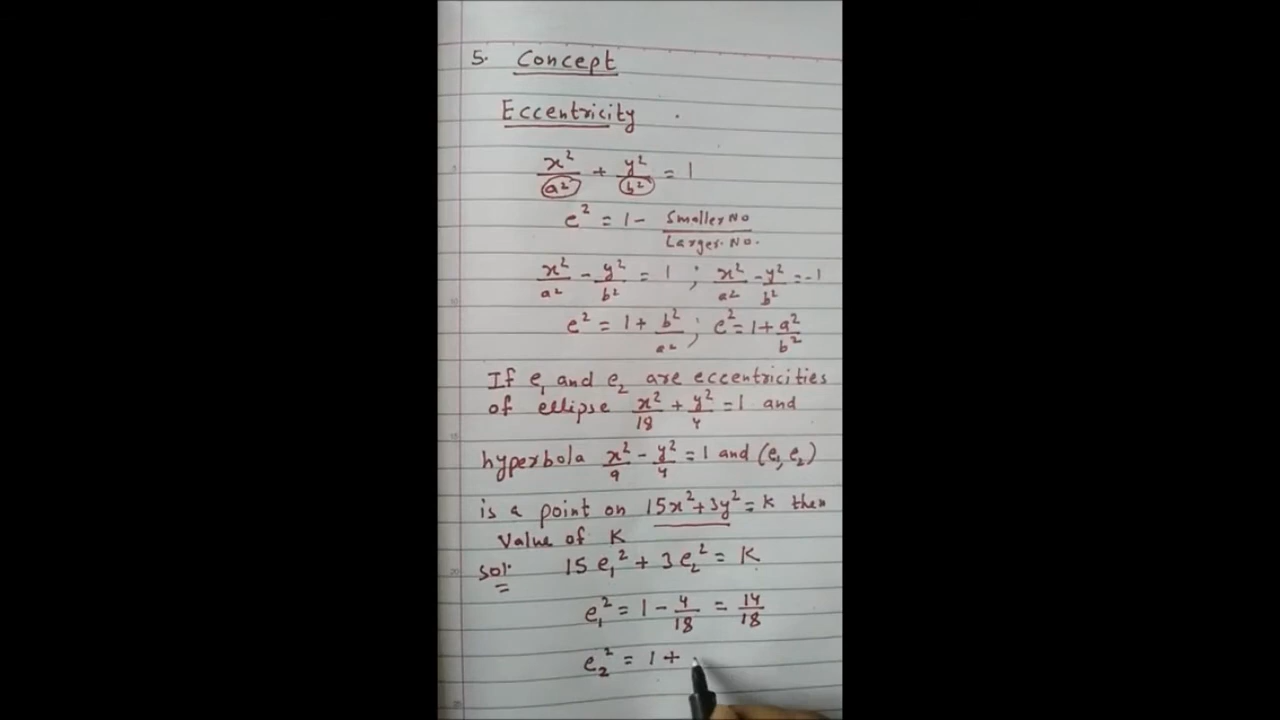 5. Concept
Eccentricity
x²/a² + y²/b² = 1
e² = 1 - Smaller No/Larger. No.
x²/a² - y²/b² = 1 ; x²/a² - y²/b² = -1
e² = 1 + b²/a² ; e² = 1 + a²/b²
If e₁ and e₂ are eccentricities
of ellipse x²/18 + y²/4 = 1 and
hyperbola x²/9 - y²/4 = 1 and (e₁, e₂)
is a point on 15x² + 3y² = K then
Value of K
Sol. 15 e₁² + 3 e₂² = K
e₁² = 1 - 4/18 = 14/18
e₂² = 1 +